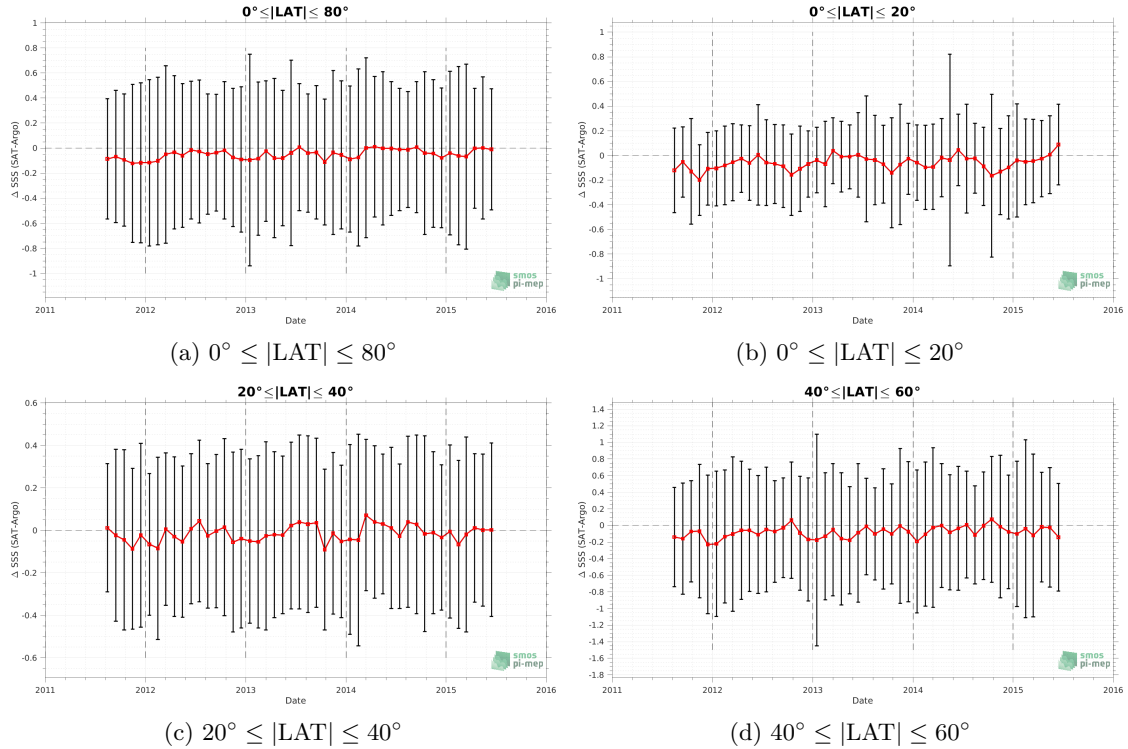 0°≤|LAT|≤ 80°
1
0.8
0.6
0.4
0.2
0
-0.2
-0.4
-0.6
-0.8
-1
Δ SSS (SAT-Argo)
2011 2012 2013 2014 2015 2016
Date
smos
pi-mep
(a) 0° ≤ |LAT| ≤ 80°
0°≤|LAT|≤ 20°
1
0.8
0.6
0.4
0.2
0
-0.2
-0.4
-0.6
-0.8
-1
Δ SSS (SAT-Argo)
2011 2012 2013 2014 2015 2016
Date
smos
pi-mep
(b) 0° ≤ |LAT| ≤ 20°
20°≤|LAT|≤ 40°
0.6
0.4
0.2
0
-0.2
-0.4
-0.6
Δ SSS (SAT-Argo)
2011 2012 2013 2014 2015 2016
Date
smos
pi-mep
(c) 20° ≤ |LAT| ≤ 40°
40°≤|LAT|≤ 60°
1.4
1.2
1
0.8
0.6
0.4
0.2
0
-0.2
-0.4
-0.6
-0.8
-1
-1.2
-1.4
-1.6
-1.8
Δ SSS (SAT-Argo)
2011 2012 2013 2014 2015 2016
Date
smos
pi-mep
(d) 40° ≤ |LAT| ≤ 60°